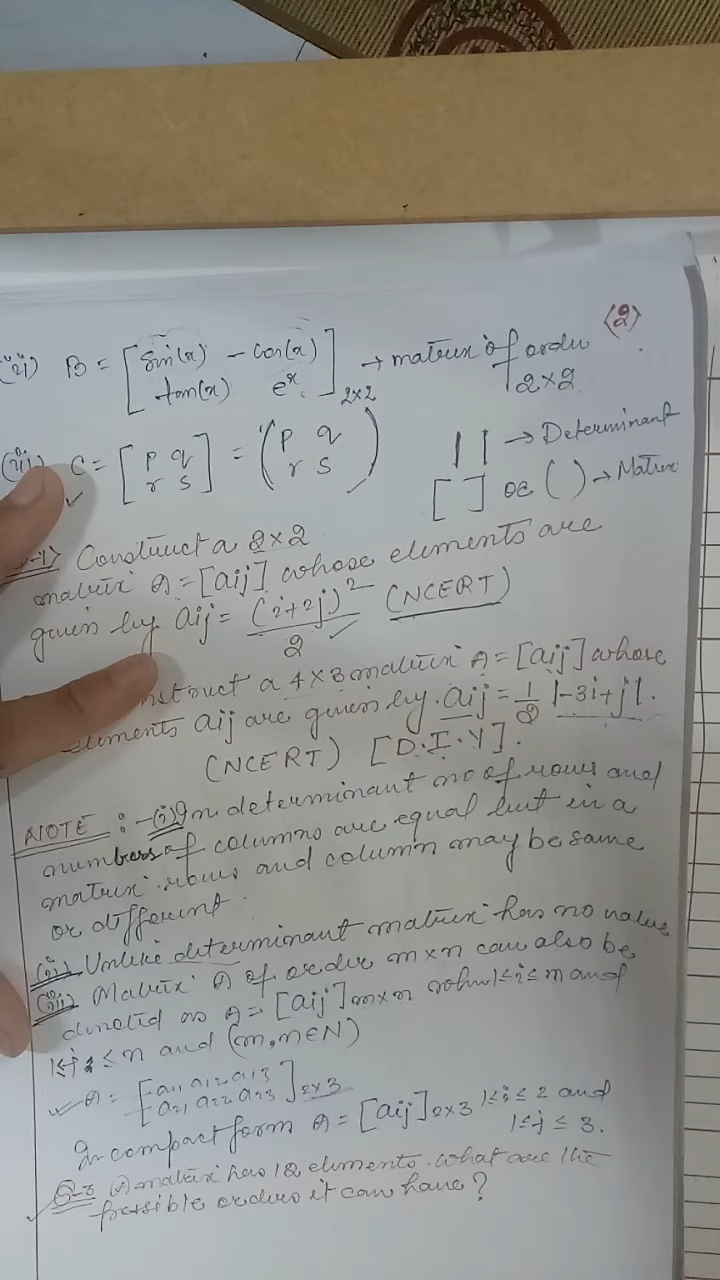 ⟨2⟩
(ii) B = [sin(x) - cos(x)
tan(x) e^x]2×2 → matrix of order 2×2
(iii) C = [p q
r s] = (p q
r s)
| | → Determinant
[ ] or ( ) → Matrix
Construct a 2×2
matrix A = [aij] whose elements are
given by aij = (i+2j)²/2 (NCERT)
a 4×3 matrix A = [aij] whose
elements aij are given by aij = 1/2 |-3i+j|.
(NCERT) [D.I.Y].
NOTE :- (i) In determinant no of rows and
numbers of columns are equal but in a
matrix rows and column may be same
or different.
(ii) Unlike determinant matrix has no value
(iii) Matrix A of order m×n can also be
denoted as A = [aij]m×n 1≤i≤m and
1≤j≤n and (m,n∈N)
A = [a11 a12 a13
a21 a22 a23]2×3
In compact form A = [aij]2×3 1≤i≤2 and
1≤j≤3.
Q-3 A matrix has 18 elements. what are the
possible orders it can have?